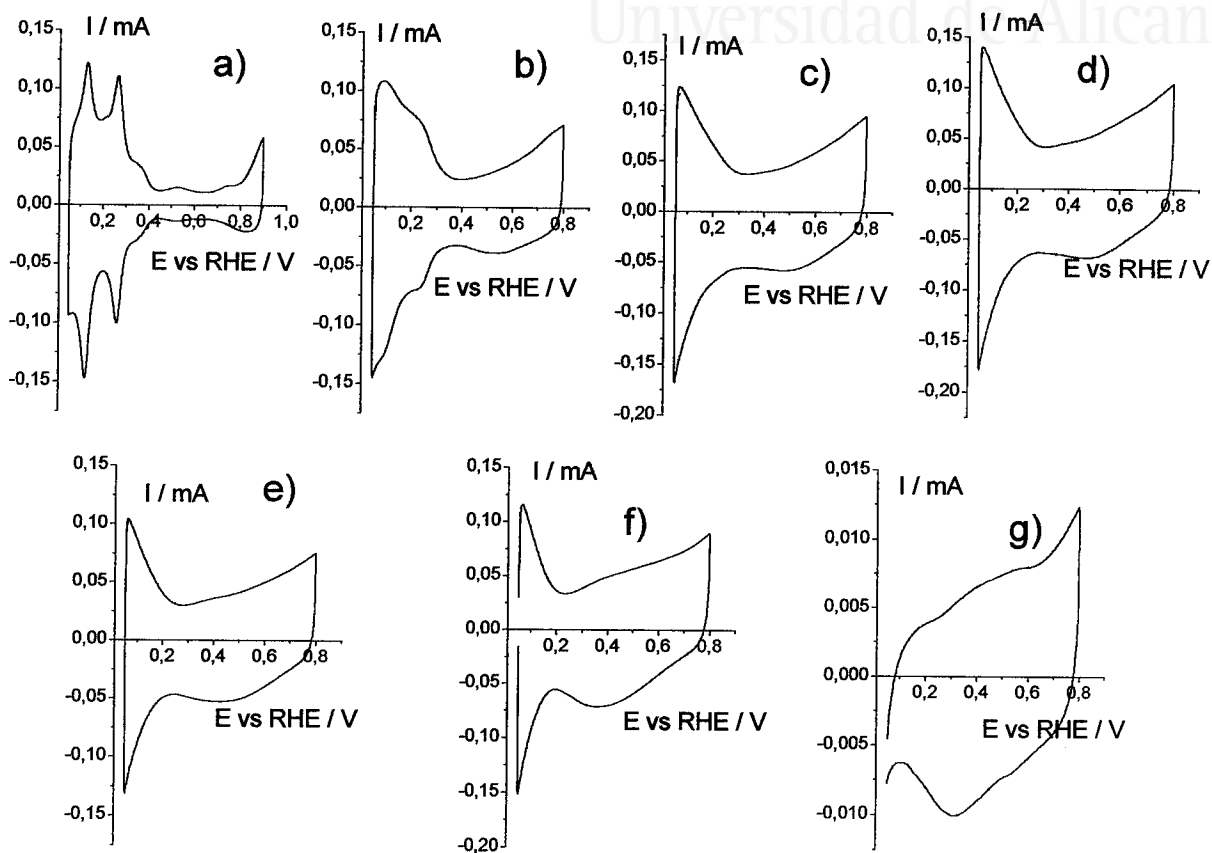 Universidad de Alican
I / mA
a)
0,15
0,10
0,05
0,00
-0,05
-0,10
-0,15
0,2 0,4 0,6 0,8 1,0
E vs RHE / V
I / mA
b)
0,15
0,10
0,05
0,00
-0,05
-0,10
-0,15
0,2 0,4 0,6 0,8
E vs RHE / V
I / mA
c)
0,15
0,10
0,05
0,00
-0,05
-0,10
-0,15
-0,20
0,2 0,4 0,6 0,8
E vs RHE / V
I / mA
d)
0,15
0,10
0,05
0,00
-0,05
-0,10
-0,15
-0,20
0,2 0,4 0,6 0,8
E vs RHE / V
I / mA
e)
0,15
0,10
0,05
0,00
-0,05
-0,10
-0,15
0,2 0,4 0,6 0,8
E vs RHE / V
I / mA
f)
0,15
0,10
0,05
0,00
-0,05
-0,10
-0,15
-0,20
0,2 0,4 0,6 0,8
E vs RHE / V
I / mA
g)
0,015
0,010
0,005
0,000
-0,005
-0,010
0,2 0,4 0,6 0,8
E vs RHE / V